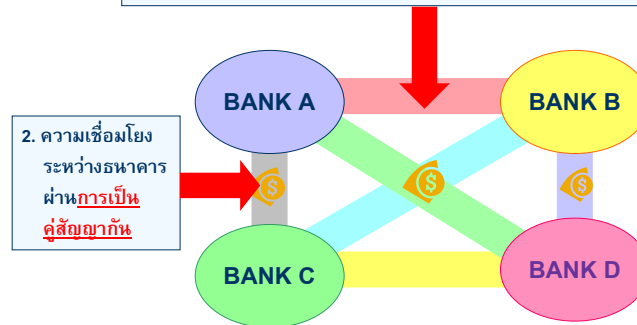 BANK A
BANK B
2. ความเชื่อมโยง
ระหว่างธนาคาร
ผ่านการเป็น
คู่สัญญากัน
$
$
$
BANK C
BANK D